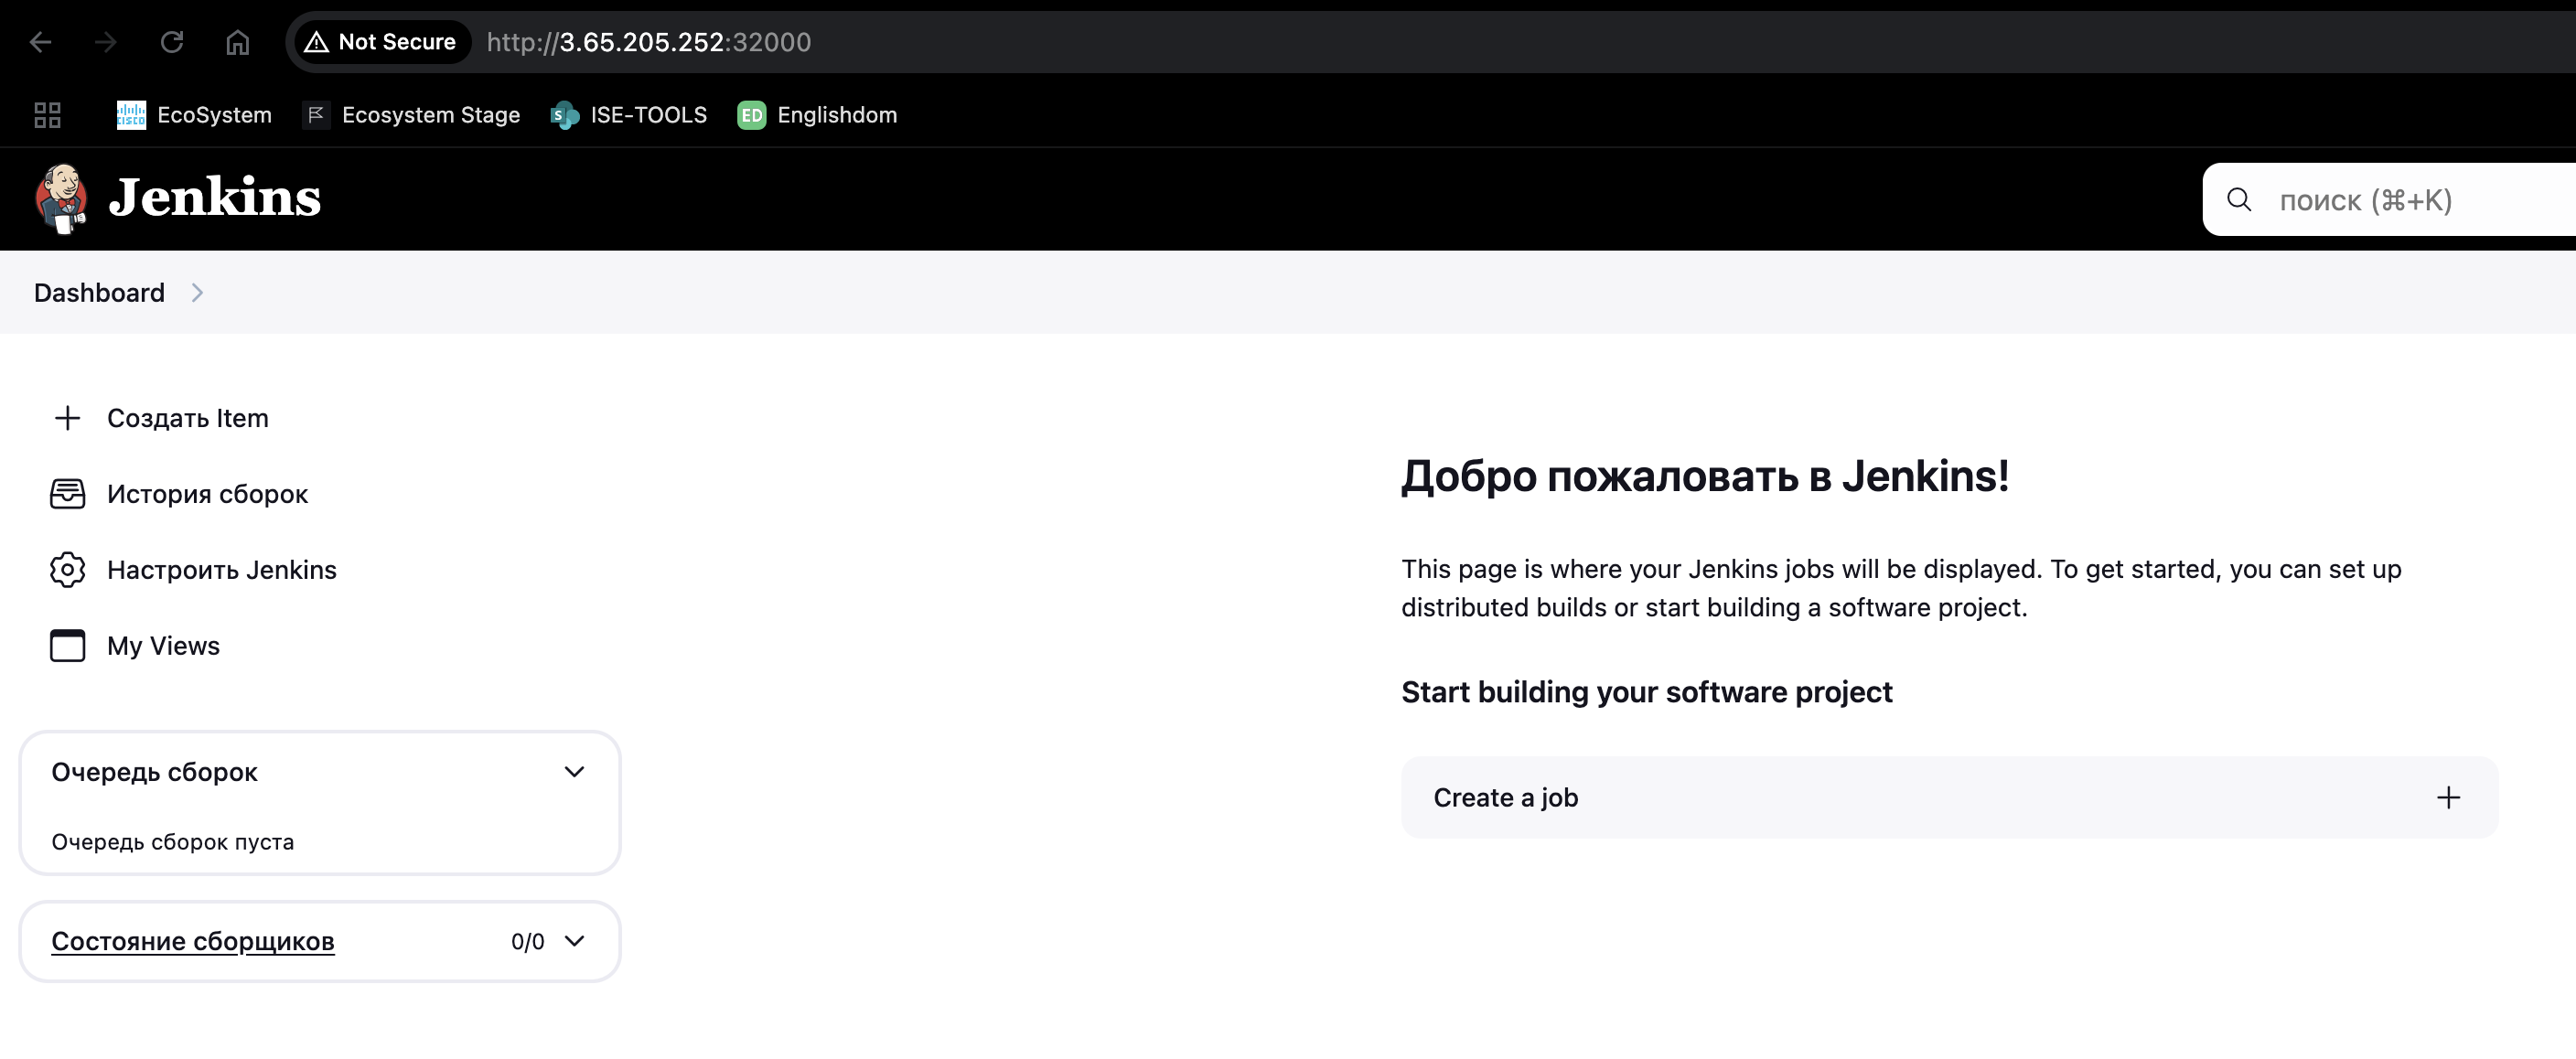 Not Secure http://3.65.205.252:32000
CISCO EcoSystem Ecosystem Stage S ISE-TOOLS ED Englishdom
Jenkins
поиск (⌘+K)
Dashboard
Создать Item
История сборок
Настроить Jenkins
My Views
Очередь сборок
Очередь сборок пуста
Состояние сборщиков 0/0
Добро пожаловать в Jenkins!
This page is where your Jenkins jobs will be displayed. To get started, you can set up
distributed builds or start building a software project.
Start building your software project
Create a job